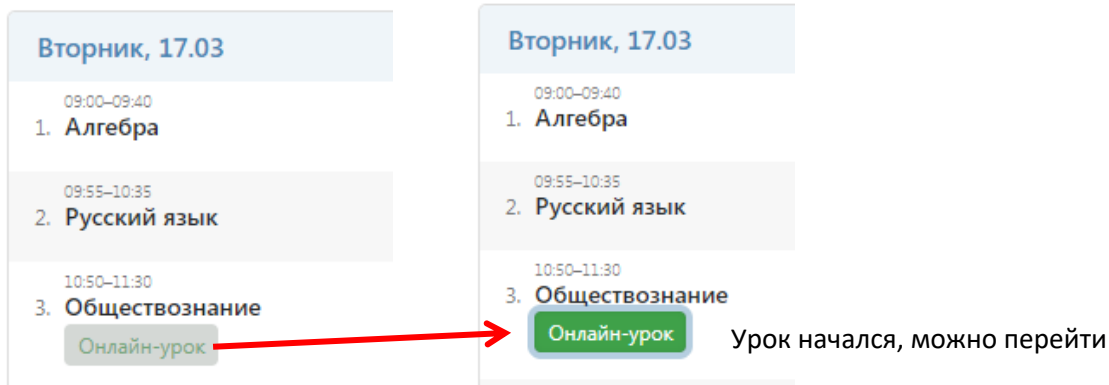 Вторник, 17.03
09:00–09:40
1. Алгебра
09:55–10:35
2. Русский язык
10:50–11:30
3. Обществознание
Онлайн-урок
Вторник, 17.03
09:00–09:40
1. Алгебра
09:55–10:35
2. Русский язык
10:50–11:30
3. Обществознание
Онлайн-урок
Урок начался, можно перейти